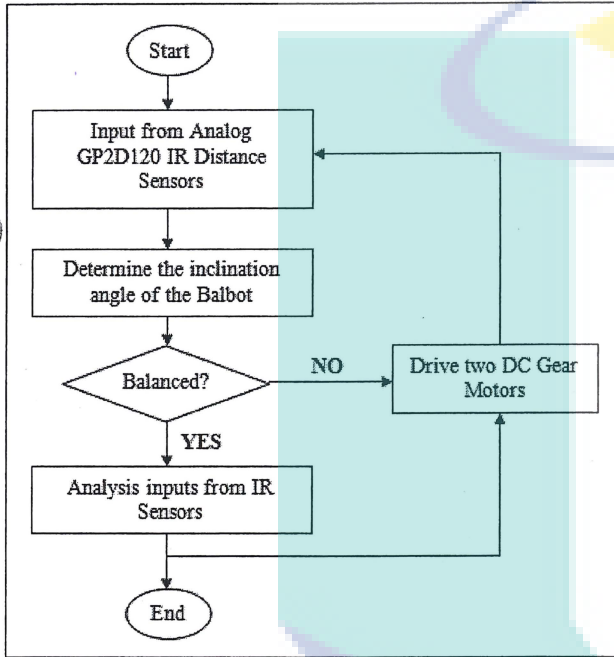 Start
Input from Analog
GP2D120 IR Distance
Sensors
Determine the inclination
angle of the Balbot
Balanced?
NO
Drive two DC Gear
Motors
YES
Analysis inputs from IR
Sensors
End